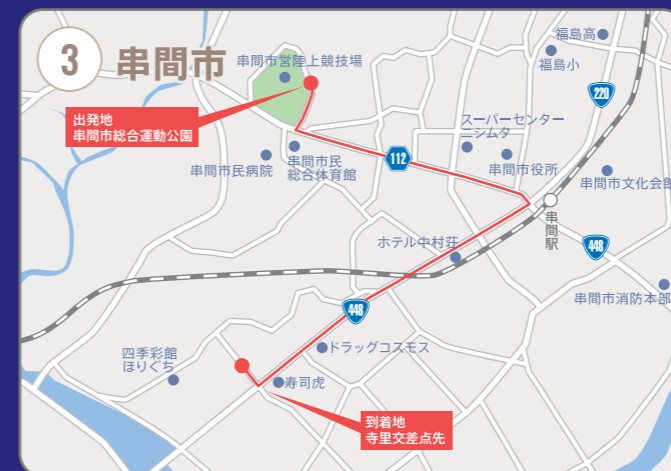 3 串間市
串間市営陸上競技場
福島高
福島小
220
出発地
串間市総合運動公園
スーパーセンター
ニシムタ
112
串間市民病院
串間市民
総合体育館
串間市役所
串間市文化会館
串間駅
448
ホテル中村荘
串間市消防本部
448
四季彩館
ほりぐち
ドラッグコスモス
寿司虎
到着地
寺里交差点先